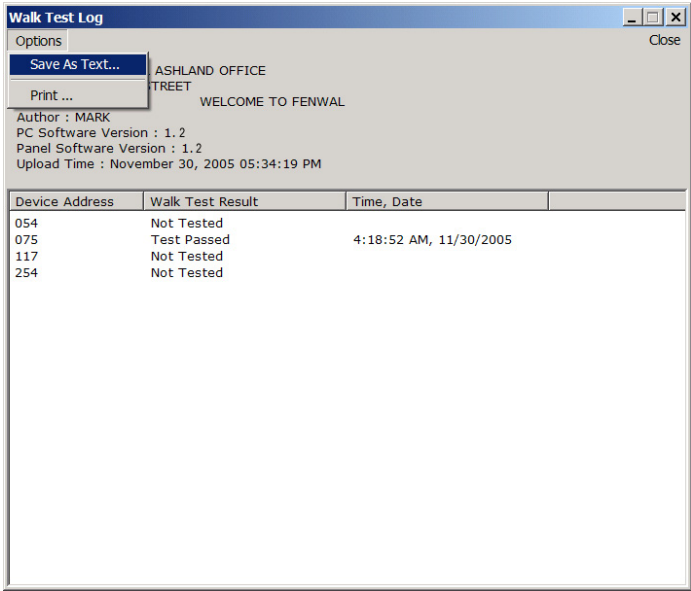 Walk Test Log
Options
Close
Save As Text...
Print ...
ASHLAND OFFICE
STREET
WELCOME TO FENWAL
Author : MARK
PC Software Version : 1.2
Panel Software Version : 1.2
Upload Time : November 30, 2005 05:34:19 PM
Device Address Walk Test Result Time, Date
054 Not Tested
075 Test Passed 4:18:52 AM, 11/30/2005
117 Not Tested
254 Not Tested